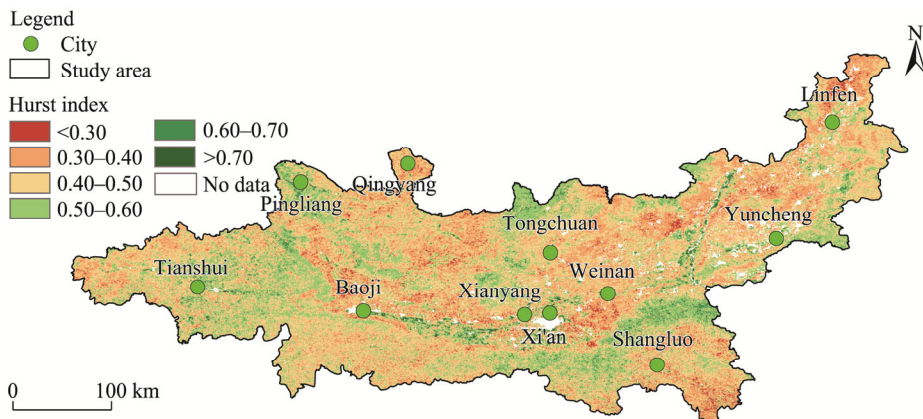 Legend
City
Study area
Hurst index
<0.30
0.30–0.40
0.40–0.50
0.50–0.60
0.60–0.70
>0.70
No data
N
Linfen
Qingyang
Pingliang
Tongchuan
Yuncheng
Tianshui
Baoji
Xianyang
Weinan
Xi'an
Shangluo
0 100 km